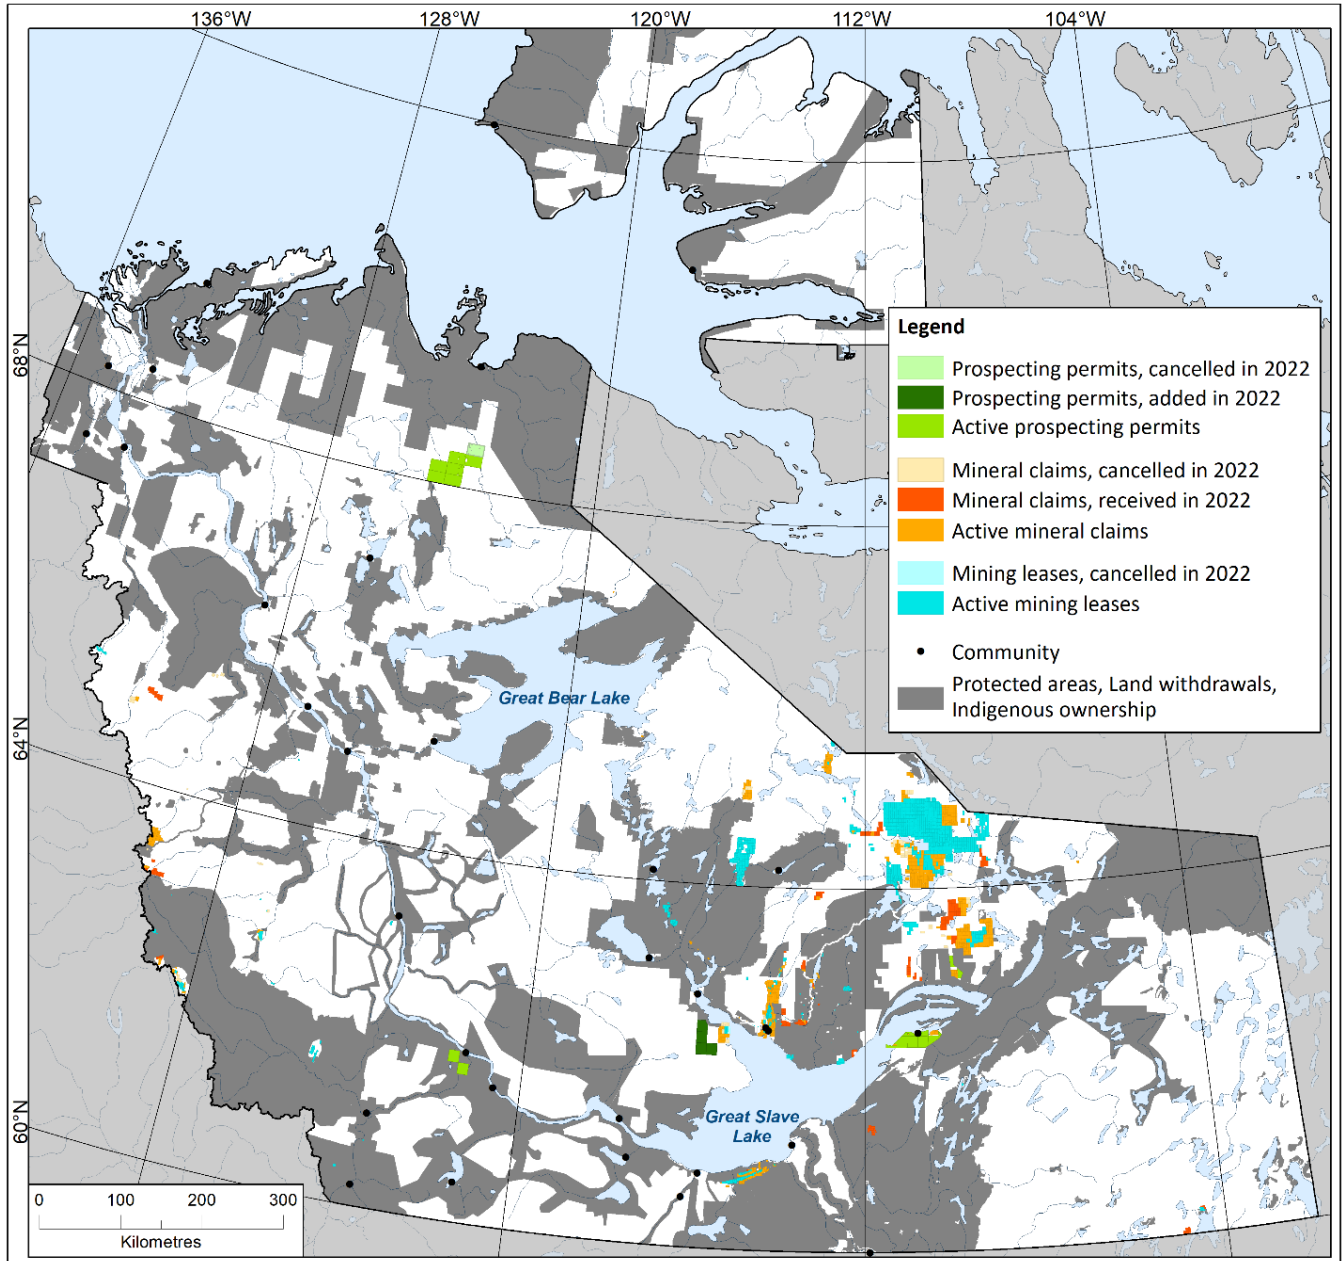 136°W
128°W
120°W
112°W
104°W
68°N
64°N
60°N
Legend
Prospecting permits, cancelled in 2022
Prospecting permits, added in 2022
Active prospecting permits
Mineral claims, cancelled in 2022
Mineral claims, received in 2022
Active mineral claims
Mining leases, cancelled in 2022
Active mining leases
Community
Protected areas, Land withdrawals,
Indigenous ownership
Great Bear Lake
Great Slave
Lake
0 100 200 300
Kilometres